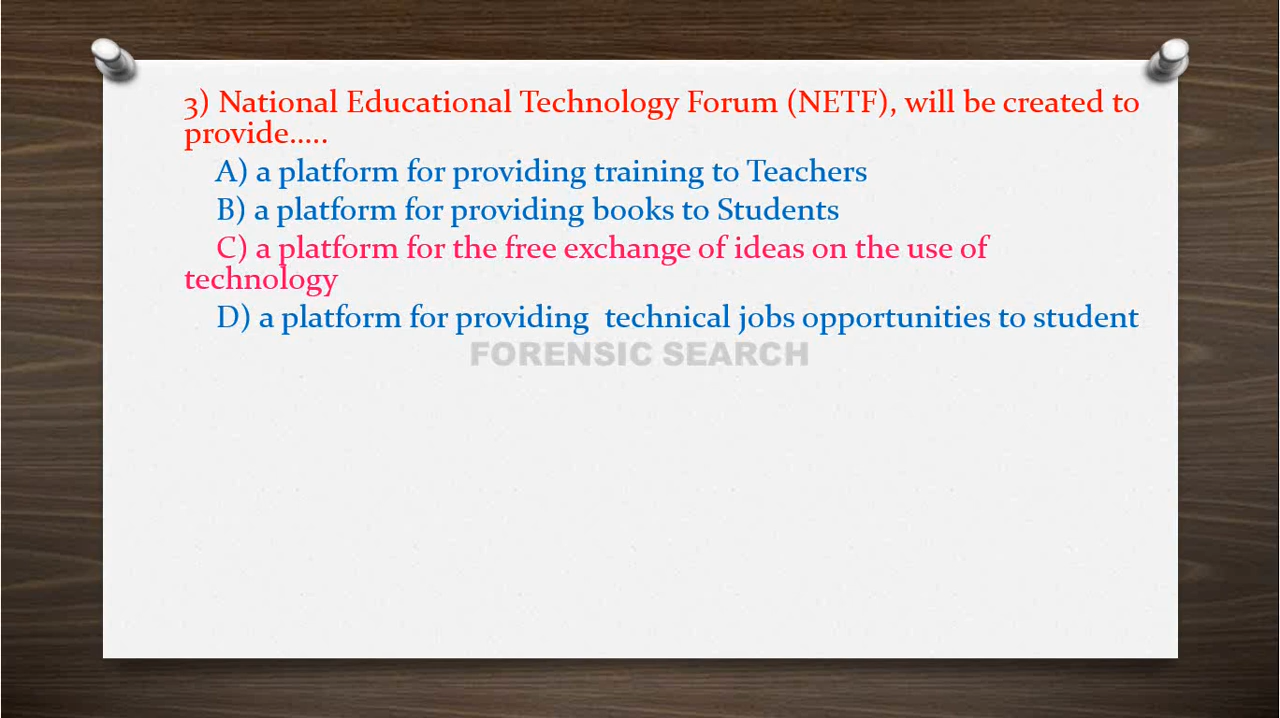 3) National Educational Technology Forum (NETF), will be created to
provide.....
A) a platform for providing training to Teachers
B) a platform for providing books to Students
C) a platform for the free exchange of ideas on the use of
technology
D) a platform for providing  technical jobs opportunities to student
FORENSIC SEARCH